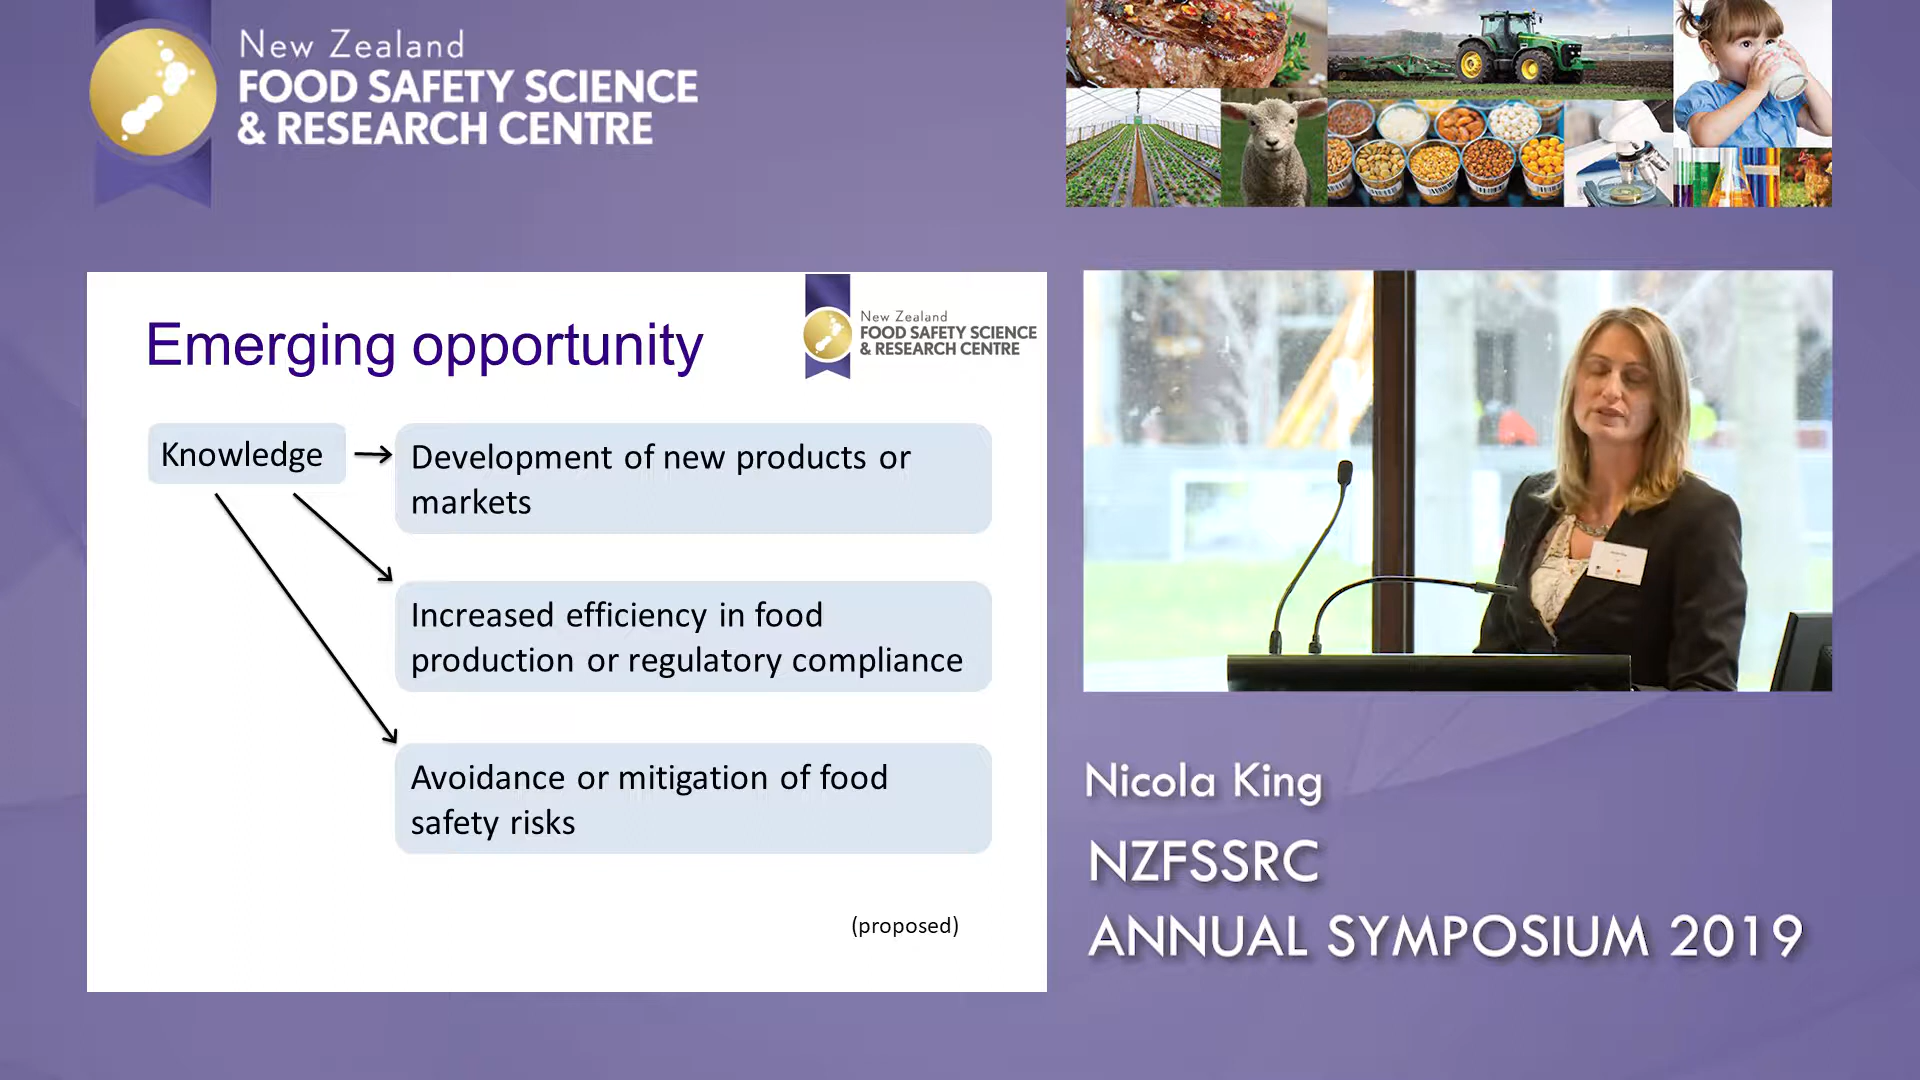 New Zealand
FOOD SAFETY SCIENCE
& RESEARCH CENTRE
Emerging opportunity
New Zealand
FOOD SAFETY SCIENCE
& RESEARCH CENTRE
Knowledge
Development of new products or
markets
Increased efficiency in food
production or regulatory compliance
Avoidance or mitigation of food
safety risks
(proposed)
Nicola King
NZFSSRC
ANNUAL SYMPOSIUM 2019